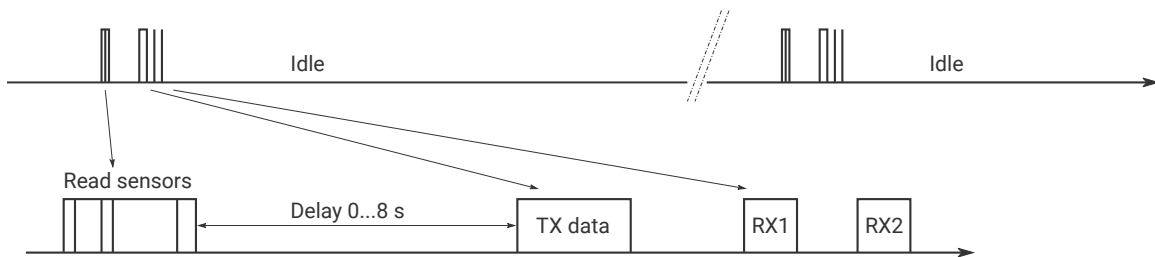 Idle
Idle
Read sensors
Delay 0...8 s
TX data
RX1
RX2